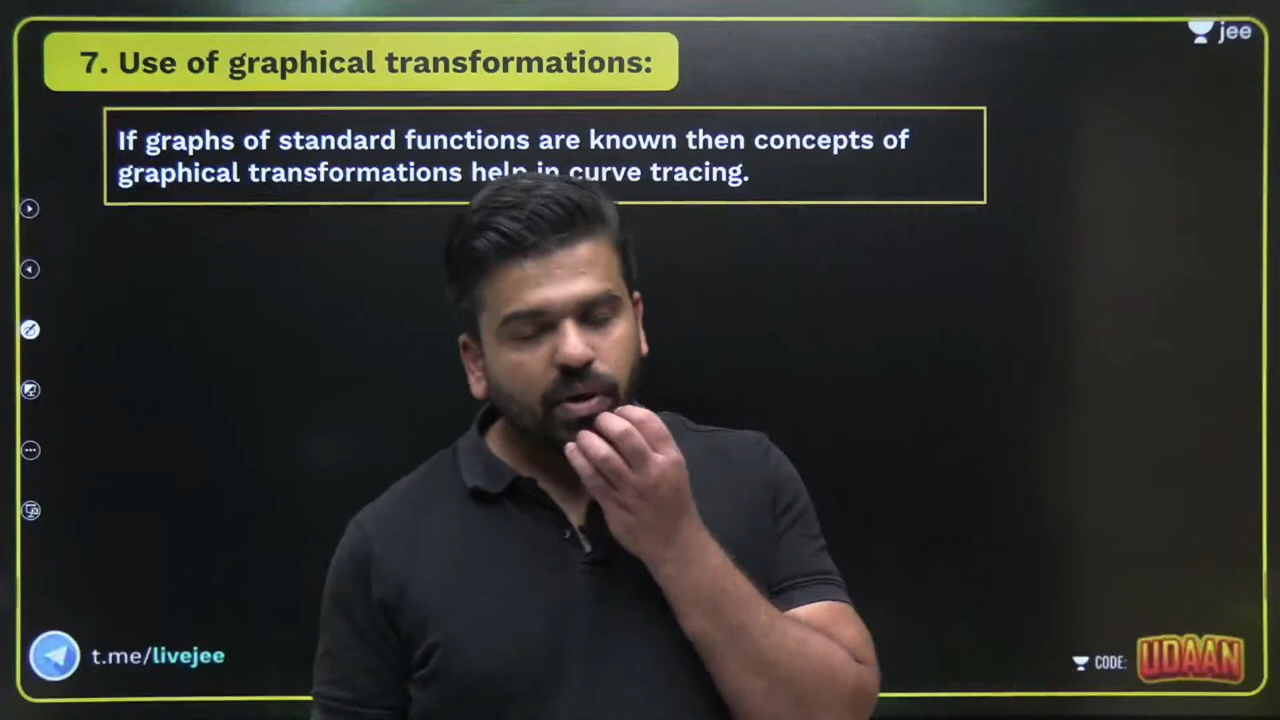 jee
7. Use of graphical transformations:
If graphs of standard functions are known then concepts of
graphical transformations help in curve tracing.
t.me/livejee
CODE: UDAAN